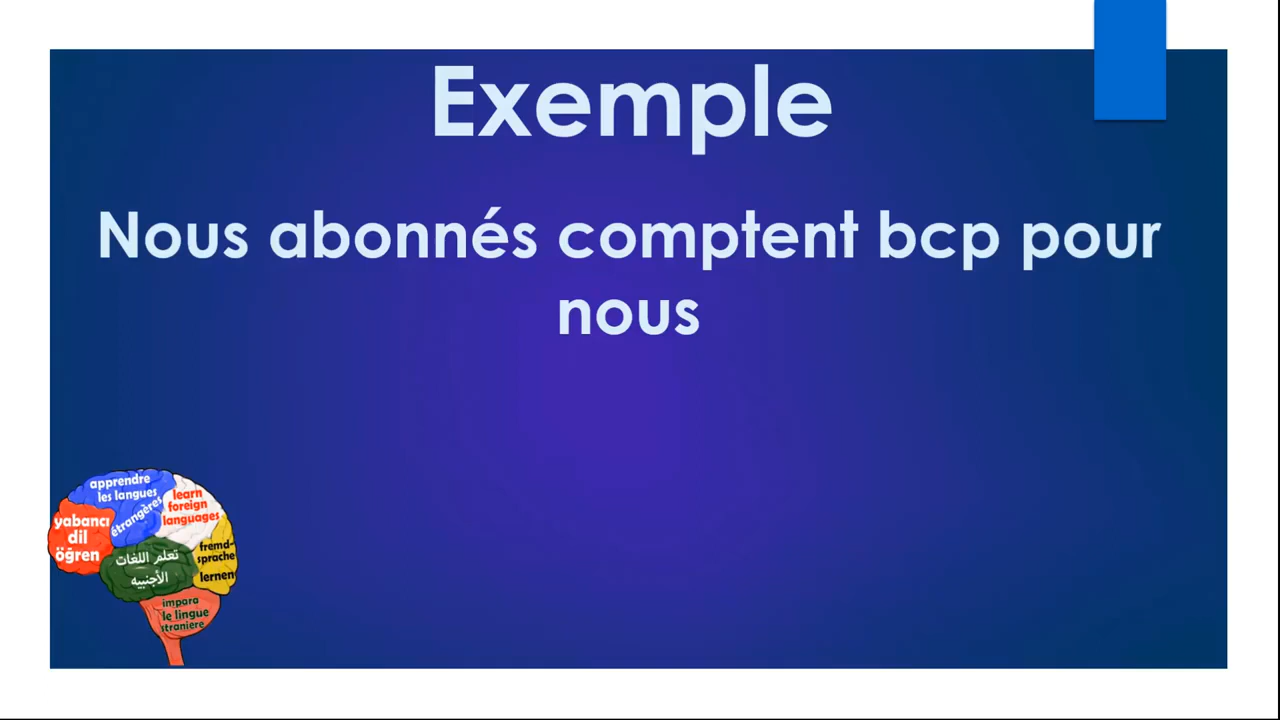 Exemple
Nous abonnés comptent bcp pour
nous
apprendre
les langues
étrangères
learn
foreign
languages
yabancı
dil
öğren
تعلم اللغات
الأجنبيه
fremd-
sprache
lernen
impara
le lingue
straniere